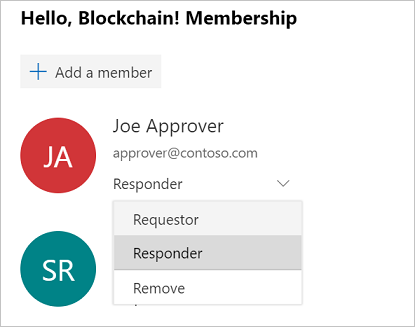 Hello, Blockchain! Membership
+ Add a member
JA
Joe Approver
approver@contoso.com
Responder
Requestor
Responder
Remove
SR